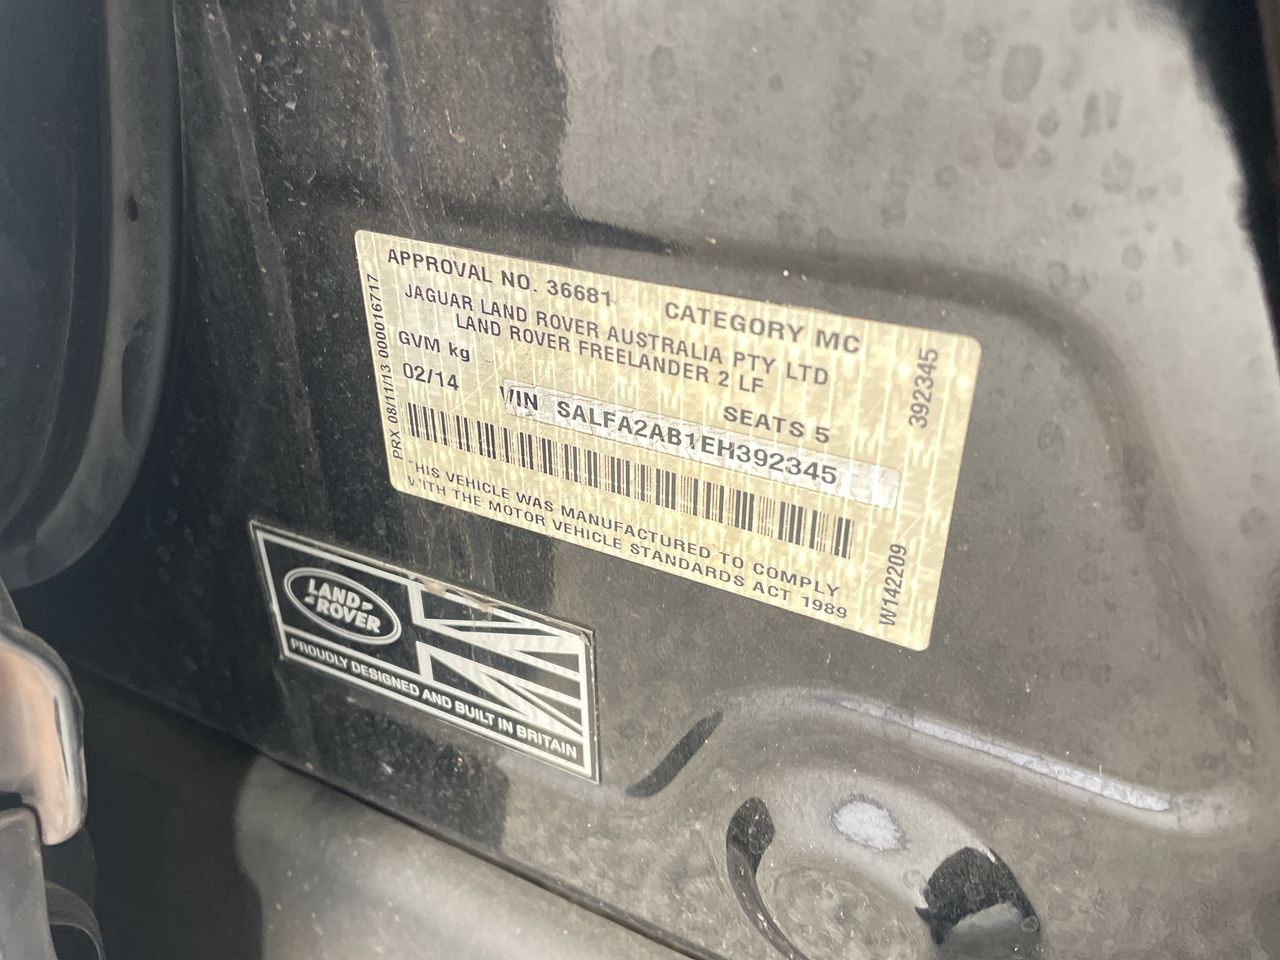 APPROVAL NO. 36681 CATEGORY MC
JAGUAR LAND ROVER AUSTRALIA PTY LTD
LAND ROVER FREELANDER 2 LF
GVM kg
SEATS 5
02/14
VIN SALFA2AB1EH392345
THIS VEHICLE WAS MANUFACTURED TO COMPLY
WITH THE MOTOR VEHICLE STANDARDS ACT 1989
PRX 08/11/13 000016717
392345
W142209
LAND
ROVER
PROUDLY DESIGNED AND BUILT IN BRITAIN